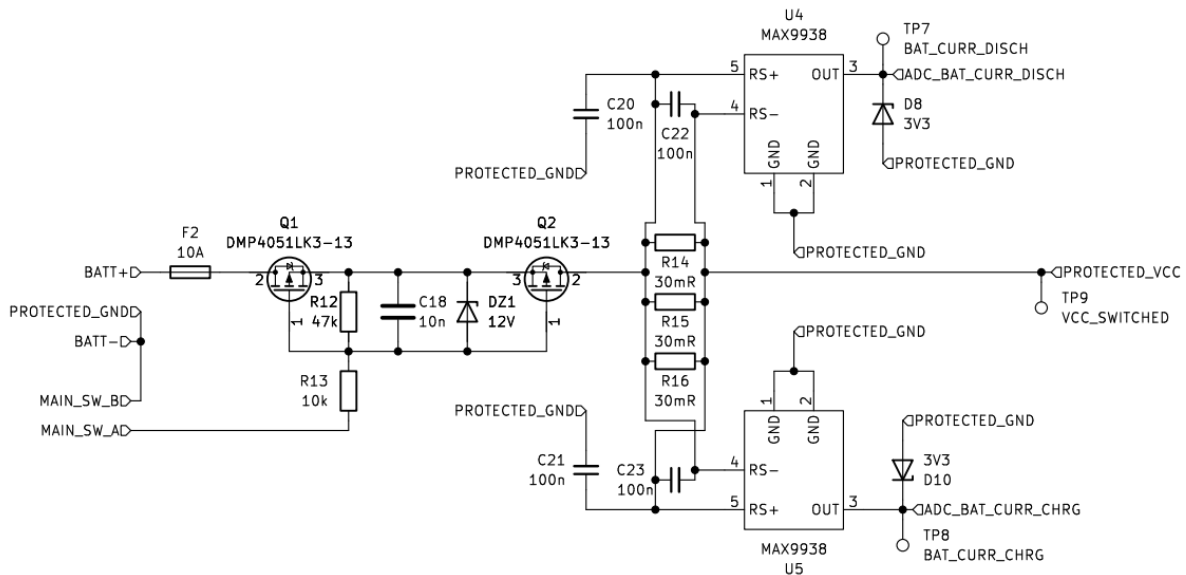 U4
MAX9938
TP7
BAT_CURR_DISCH
5
RS+
OUT
3
ADC_BAT_CURR_DISCH
C20
100n
4
RS-
C22
100n
D8
3V3
GND
GND
1
2
PROTECTED_GND
PROTECTED_GND
PROTECTED_GND
F2
10A
Q1
DMP4051LK3-13
Q2
DMP4051LK3-13
BATT+
2
3
3
2
R14
30mR
PROTECTED_VCC
TP9
VCC_SWITCHED
PROTECTED_GND
R12
47k
C18
10n
DZ1
12V
1
1
R15
30mR
PROTECTED_GND
BATT-
R13
10k
R16
30mR
MAIN_SW_B
MAIN_SW_A
PROTECTED_GND
1
2
GND
GND
PROTECTED_GND
C21
100n
C23
100n
4
RS-
3V3
D10
5
RS+
OUT
3
ADC_BAT_CURR_CHRG
TP8
BAT_CURR_CHRG
MAX9938
U5